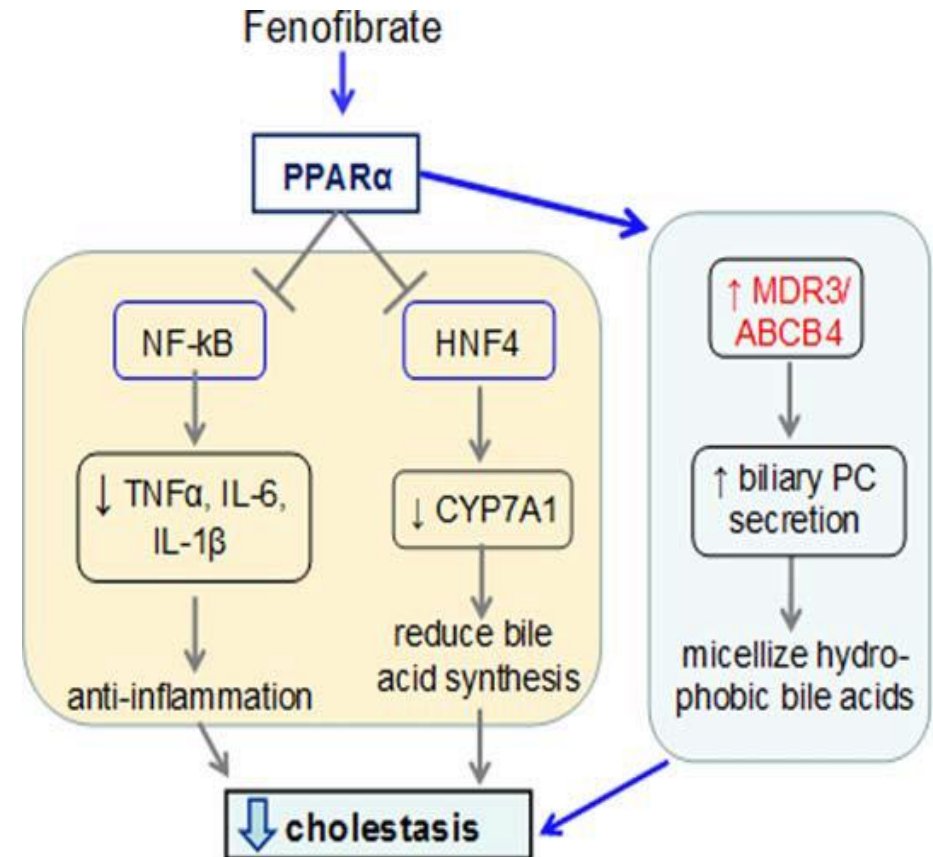 Fenofibrate
PPARα
NF-kB
↓ TNFα, IL-6,
IL-1β
anti-inflammation
HNF4
↓ CYP7A1
reduce bile
acid synthesis
↑ MDR3/
ABCB4
↑ biliary PC
secretion
micellize hydro-
phobic bile acids
cholestasis